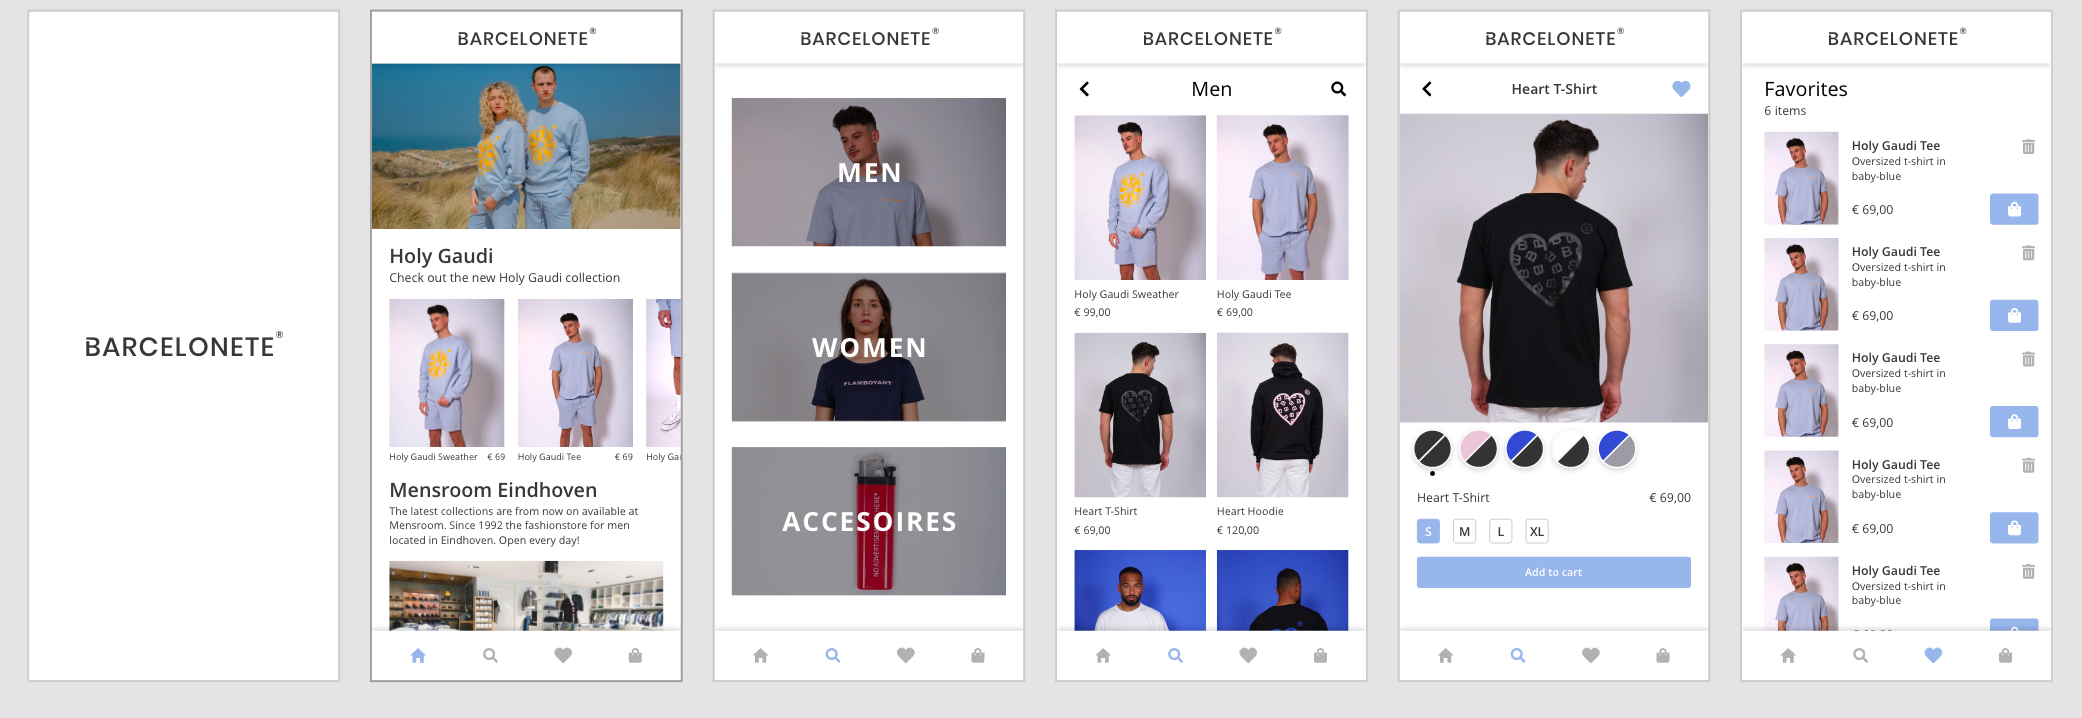 BARCELONETE®
BARCELONETE®
Holy Gaudi
Check out the new Holy Gaudi collection
Holy Gaudi Sweather € 69
Holy Gaudi Tee € 69
Holy Gau
Mensroom Eindhoven
The latest collections are from now on available at
Mensroom. Since 1992 the fashionstore for men
located in Eindhoven. Open every day!
BARCELONETE®
MEN
WOMEN
FLAMBOYANT
ACCESOIRES
NO ADVERTISEMENT HERE®
BARCELONETE®
Men
Holy Gaudi Sweather
€ 99,00
Holy Gaudi Tee
€ 69,00
Heart T-Shirt
€ 69,00
Heart Hoodie
€ 120,00
BARCELONETE®
Heart T-Shirt
Heart T-Shirt € 69,00
S M L XL
Add to cart
BARCELONETE®
Favorites
6 items
Holy Gaudi Tee
Oversized t-shirt in
baby-blue
€ 69,00
Holy Gaudi Tee
Oversized t-shirt in
baby-blue
€ 69,00
Holy Gaudi Tee
Oversized t-shirt in
baby-blue
€ 69,00
Holy Gaudi Tee
Oversized t-shirt in
baby-blue
€ 69,00
Holy Gaudi Tee
Oversized t-shirt in
baby-blue